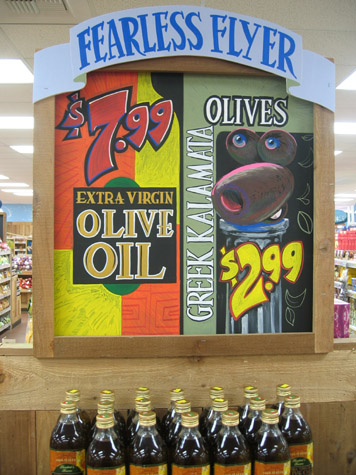 FEARLESS FLYER
$7.99
EXTRA VIRGIN
OLIVE
OIL
OLIVES
GREEK KALAMATA
$2.99